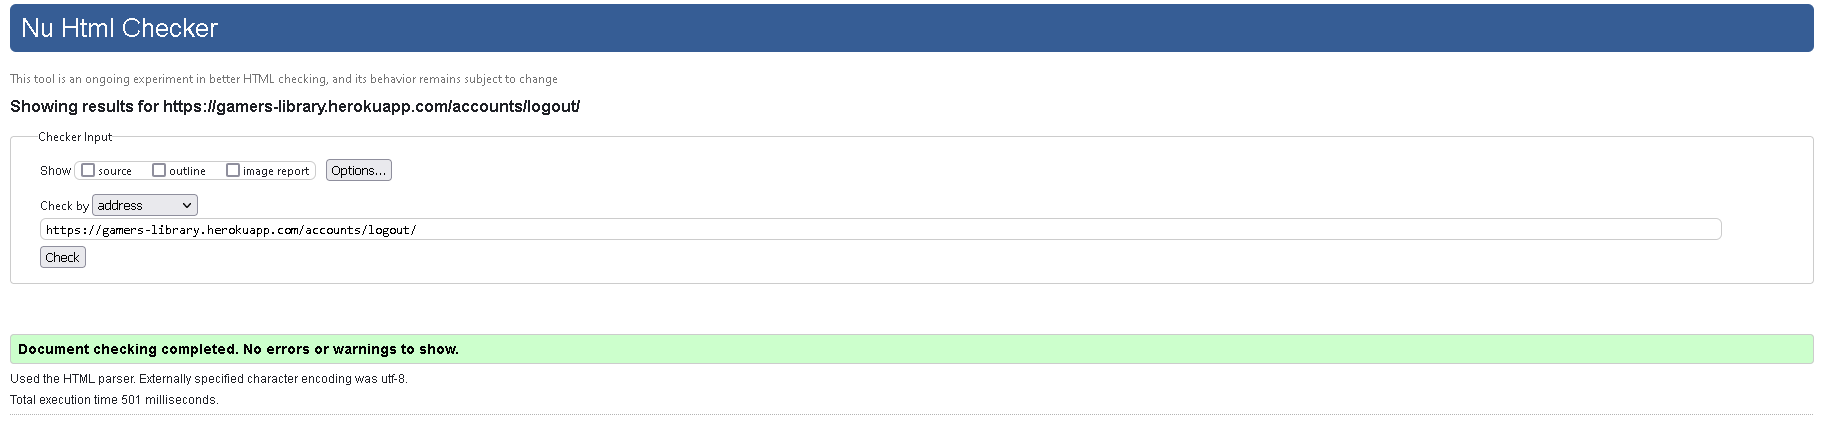 Nu Html Checker
This tool is an ongoing experiment in better HTML checking, and its behavior remains subject to change
Showing results for https://gamers-library.herokuapp.com/accounts/logout/
Checker Input
Show source outline image report Options...
Check by address
https://gamers-library.herokuapp.com/accounts/logout/
Check
Document checking completed. No errors or warnings to show.
Used the HTML parser. Externally specified character encoding was utf-8.
Total execution time 501 milliseconds.